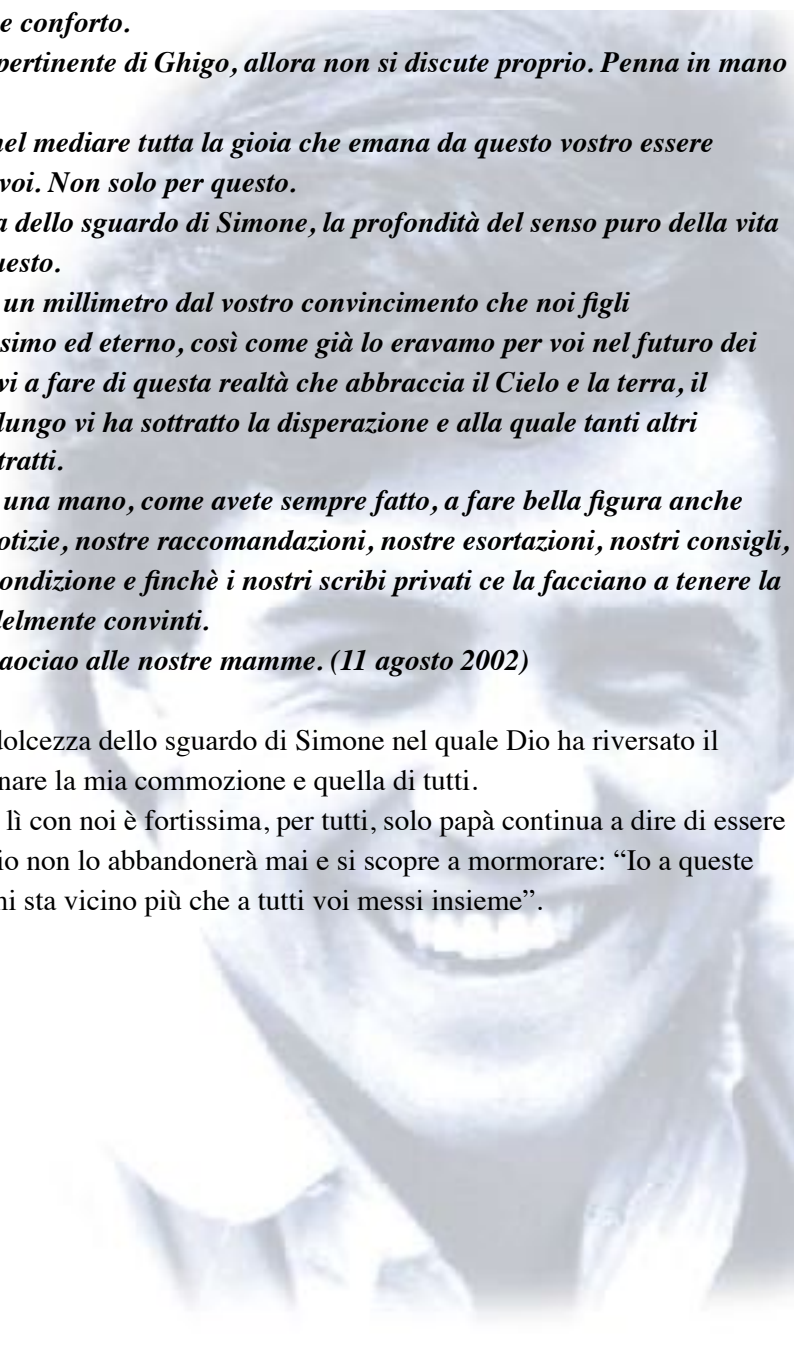 e conforto.
pertinente di Ghigo, allora non si discute proprio. Penna in mano
nel mediare tutta la gioia che emana da questo vostro essere
voi. Non solo per questo.
a dello sguardo di Simone, la profondità del senso puro della vita
uesto.
un millimetro dal vostro convincimento che noi figli
simo ed eterno, così come già lo eravamo per voi nel futuro dei
vi a fare di questa realtà che abbraccia il Cielo e la terra, il
lungo vi ha sottratto la disperazione e alla quale tanti altri
tratti.
una mano, come avete sempre fatto, a fare bella figura anche
otizie, nostre raccomandazioni, nostre esortazioni, nostri consigli,
ondizione e finchè i nostri scribi privati ce la facciano a tenere la
delmente convinti.
aociao alle nostre mamme. (11 agosto 2002)
dolcezza dello sguardo di Simone nel quale Dio ha riversato il
nare la mia commozione e quella di tutti.
lì con noi è fortissima, per tutti, solo papà continua a dire di essere
io non lo abbandonerà mai e si scopre a mormorare: “Io a queste
ni sta vicino più che a tutti voi messi insieme”.